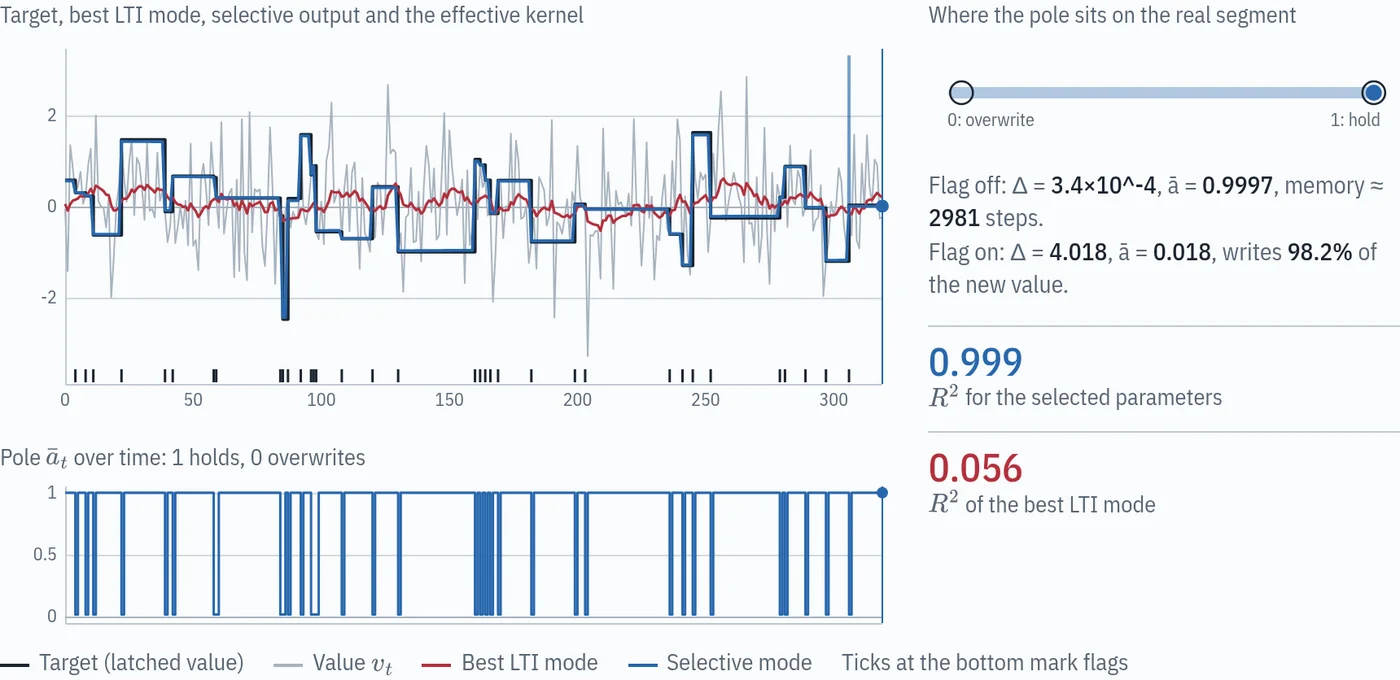 Target, best LTI mode, selective output and the effective kernel
2
0
-2
0 50 100 150 200 250 300
Pole āₜ over time: 1 holds, 0 overwrites
1
0.5
0
Target (latched value) Value vₜ Best LTI mode Selective mode Ticks at the bottom mark flags
Where the pole sits on the real segment
0: overwrite 1: hold
Flag off: Δ = 3.4×10^-4, ā = 0.9997, memory ≈
2981 steps.
Flag on: Δ = 4.018, ā = 0.018, writes 98.2% of
the new value.
0.999
R² for the selected parameters
0.056
R² of the best LTI mode